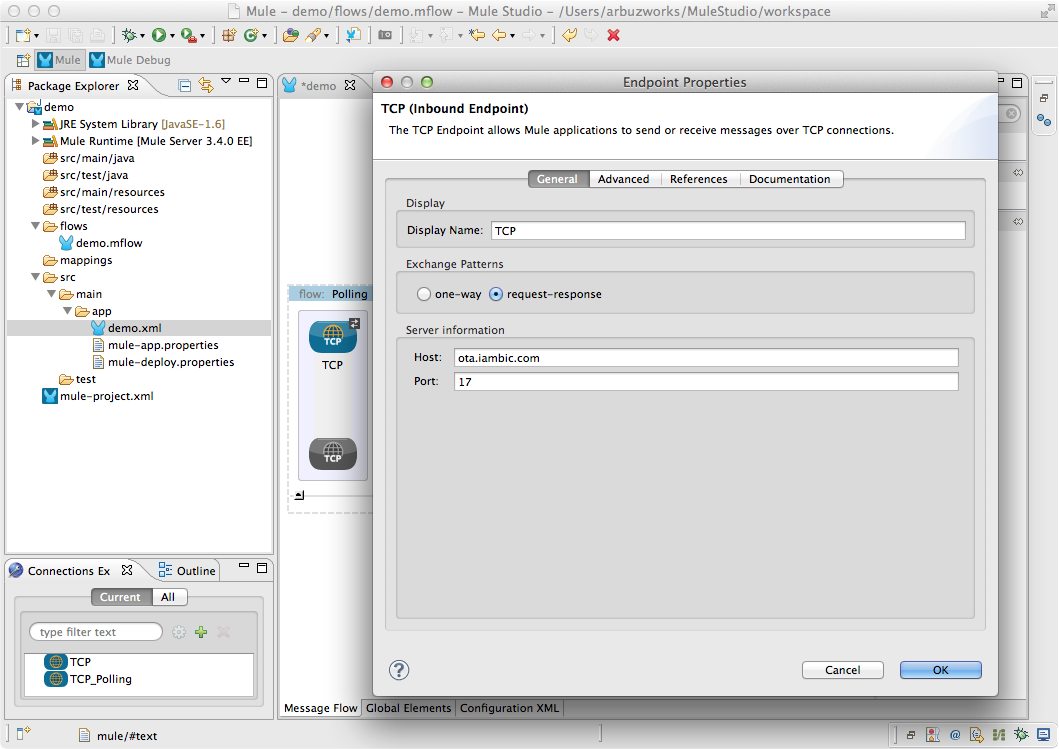 Mule – demo/flows/demo.mflow – Mule Studio – /Users/arbuzworks/MuleStudio/workspace
Mule
Mule Debug
Package Explorer
demo
JRE System Library [JavaSE-1.6]
Mule Runtime [Mule Server 3.4.0 EE]
src/main/java
src/test/java
src/main/resources
src/test/resources
flows
demo.mflow
mappings
src
main
app
demo.xml
mule-app.properties
mule-deploy.properties
test
mule-project.xml
Connections Ex
Outline
Current
All
type filter text
TCP
TCP_Polling
*demo
flow: Polling
TCP
TCP
TCP
Message Flow
Global Elements
Configuration XML
Endpoint Properties
TCP (Inbound Endpoint)
The TCP Endpoint allows Mule applications to send or receive messages over TCP connections.
General
Advanced
References
Documentation
Display
Display Name: TCP
Exchange Patterns
one-way
request-response
Server information
Host: ota.iambic.com
Port: 17
?
Cancel
OK
mule/#text